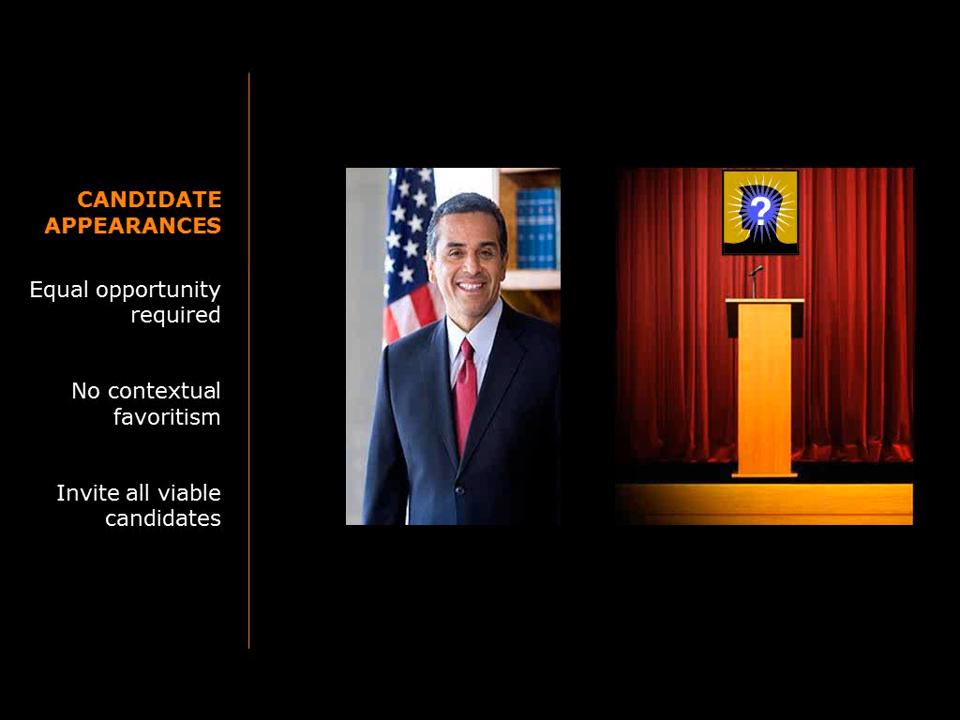 CANDIDATE
APPEARANCES
Equal opportunity
required
No contextual
favoritism
Invite all viable
candidates
?